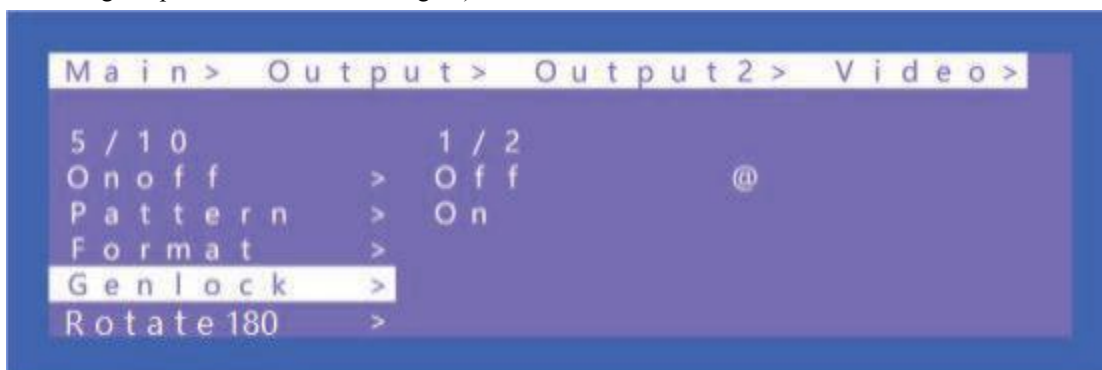 Main> Output> Output2> Video>
5/10 1/2
Onoff > Off @
Pattern > On
Format >
Genlock >
Rotate180 >